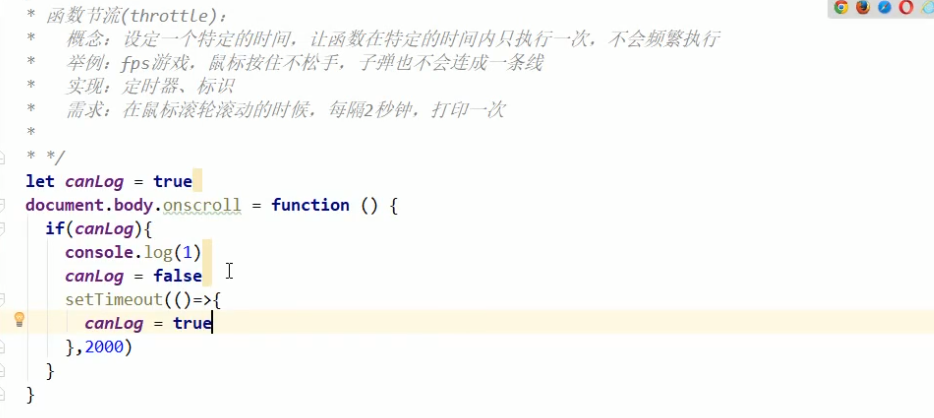 * 函数节流(throttle):
* 概念: 设定一个特定的时间, 让函数在特定的时间内只执行一次, 不会频繁执行
* 举例: fps游戏, 鼠标按住不松手, 子弹也不会连成一条线
* 实现: 定时器、标识
* 需求: 在鼠标滚轮滚动的时候, 每隔2秒钟, 打印一次
*
* */
let canLog = true
document.body.onscroll = function () {
if(canLog){
console.log(1)
canLog = false
setTimeout(()=>{
canLog = true
},2000)
}
}